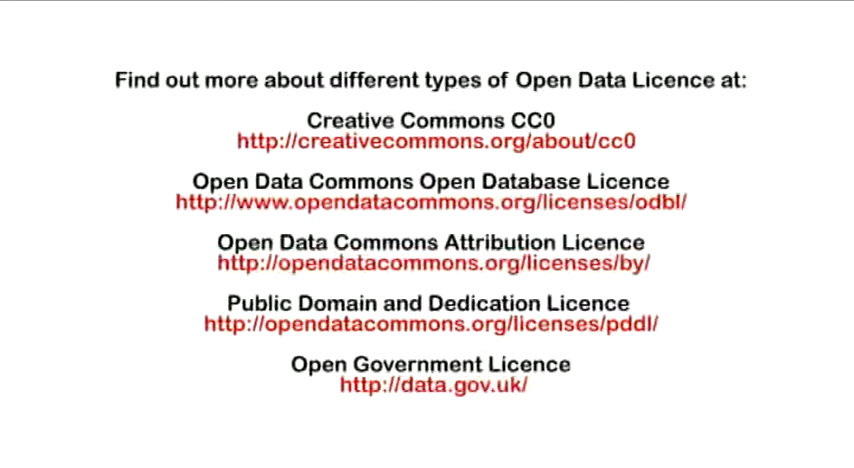 Find out more about different types of Open Data Licence at:
Creative Commons CC0
http://creativecommons.org/about/cc0
Open Data Commons Open Database Licence
http://www.opendatacommons.org/licenses/odbl/
Open Data Commons Attribution Licence
http://opendatacommons.org/licenses/by/
Public Domain and Dedication Licence
http://opendatacommons.org/licenses/pddl/
Open Government Licence
http://data.gov.uk/